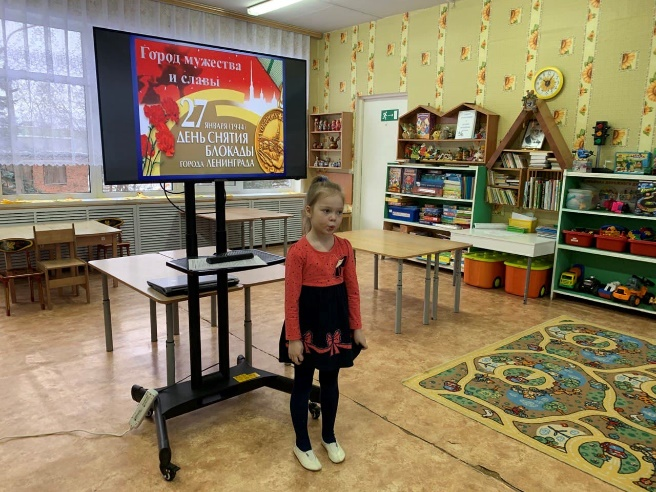 Город мужества
и славы
27
ЯНВАРЯ (1944)
ДЕНЬ СНЯТИЯ
БЛОКАДЫ
ГОРОДА ЛЕНИНГРАДА